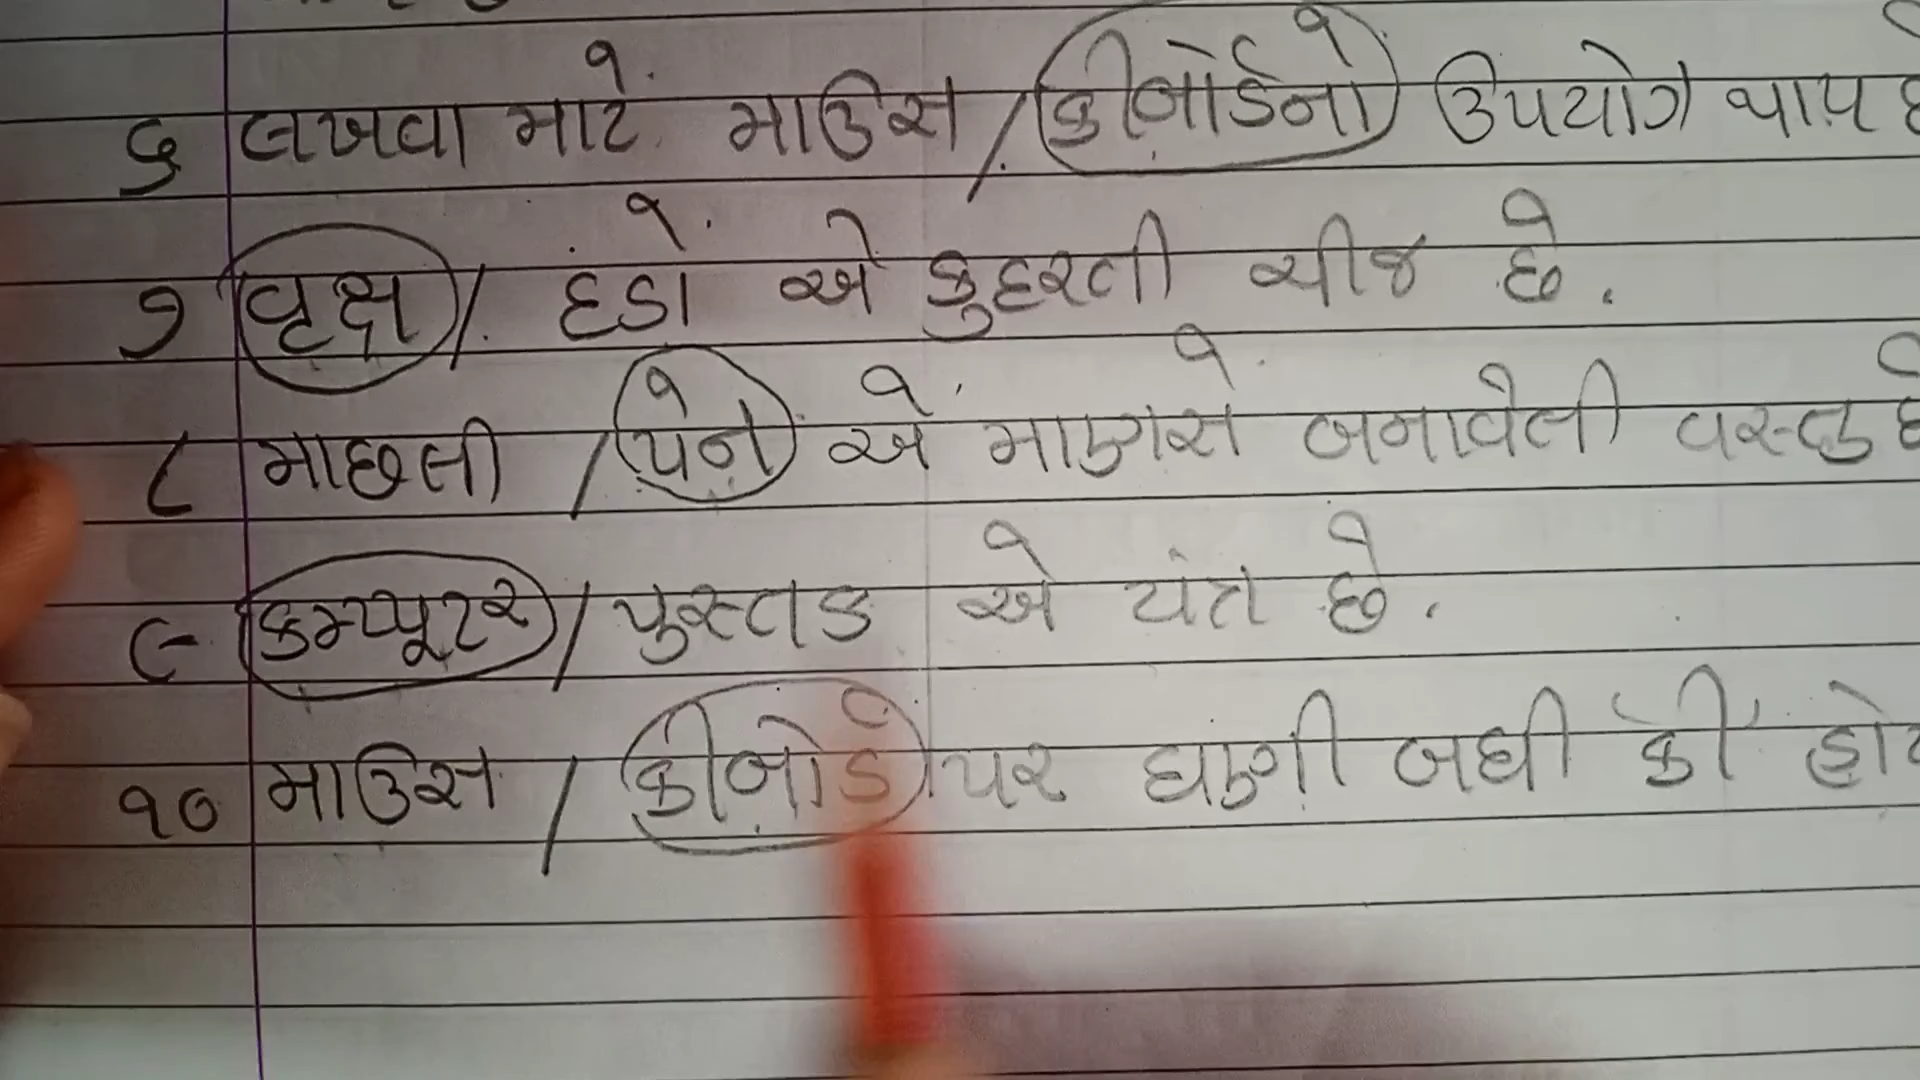 ૬ લખવા માટે માઉસ / કીબોર્ડનો ઉપયોગ થાય છે
૭ વૃક્ષ / દડો એ કુદરતી ચીજ છે.
૮ માછલી / પેન એ માણસે બનાવેલી વસ્તુ છે
૯ કમ્પ્યૂટર / પુસ્તક એ યંત્ર છે.
૧૦ માઉસ / કીબોર્ડ પર ઘણી બધી કી